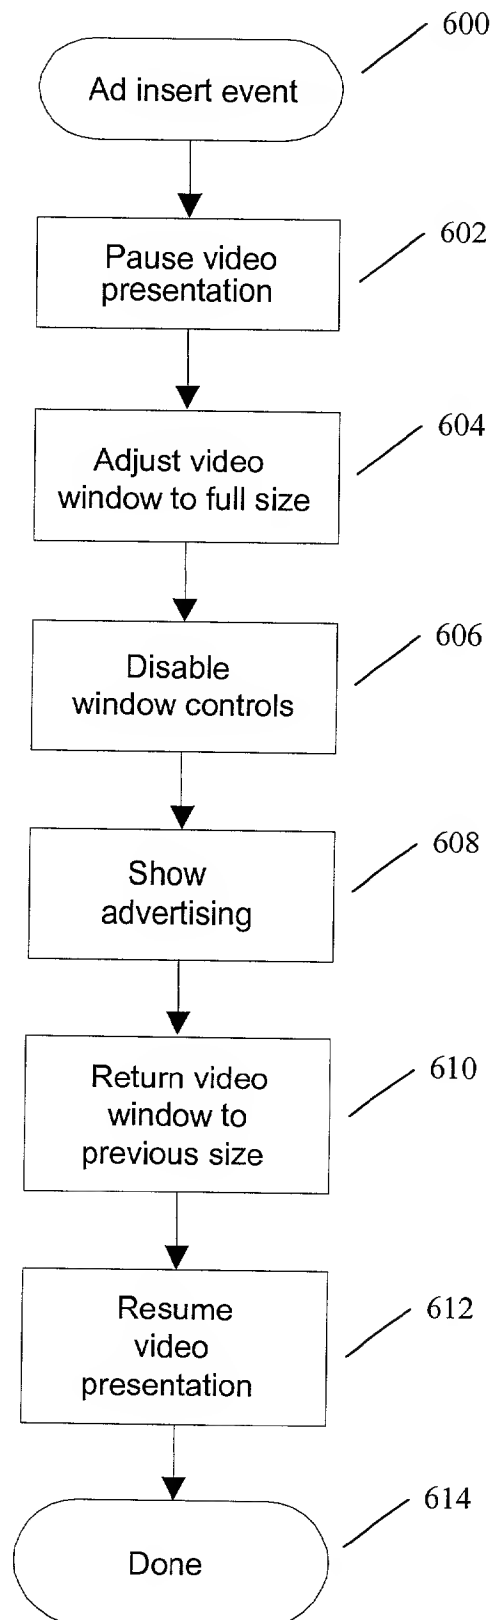 600
Ad insert event
602
Pause video
presentation
604
Adjust video
window to full size
606
Disable
window controls
608
Show
advertising
610
Return video
window to
previous size
612
Resume
video
presentation
614
Done